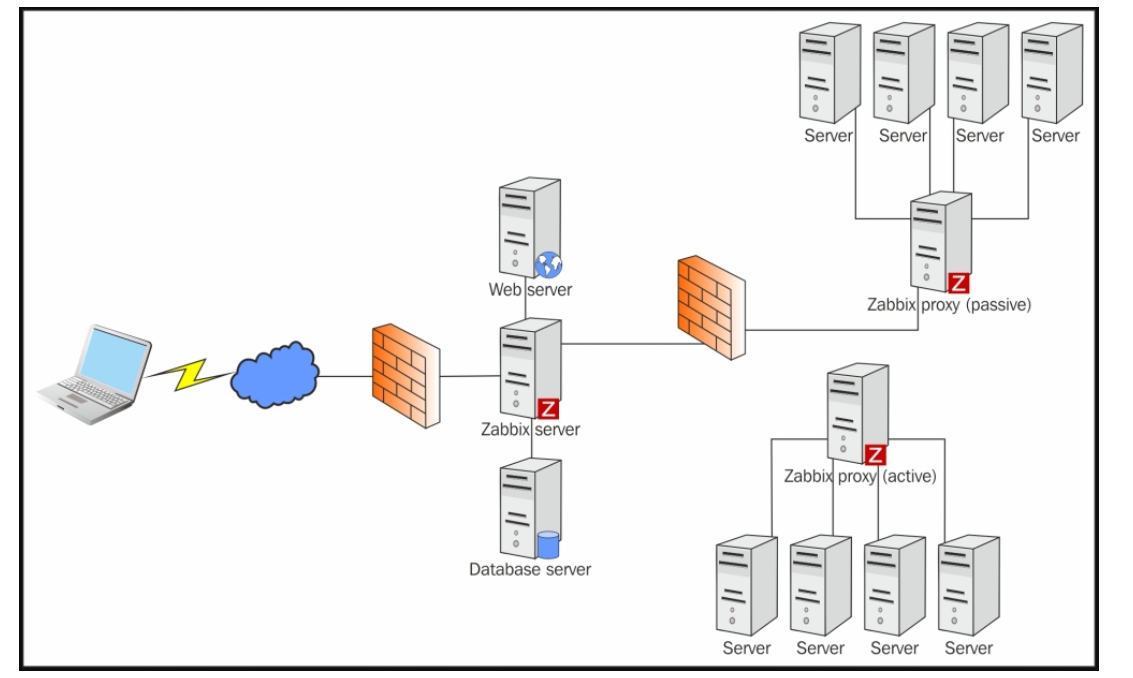 Server Server Server Server
Web server
Zabbix proxy (passive)
Z
Z
Zabbix server
Z
Zabbix proxy (active)
Database server
Server Server Server Server